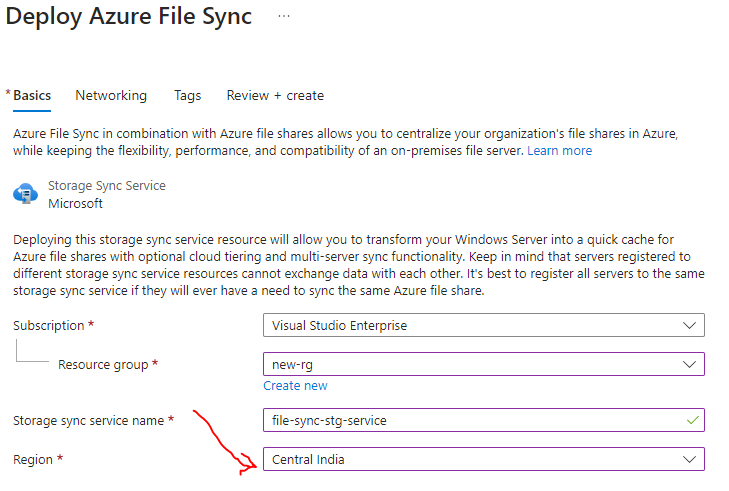 Deploy Azure File Sync ...
* Basics Networking Tags Review + create
Azure File Sync in combination with Azure file shares allows you to centralize your organization's file shares in Azure,
while keeping the flexibility, performance, and compatibility of an on-premises file server. Learn more
Storage Sync Service
Microsoft
Deploying this storage sync service resource will allow you to transform your Windows Server into a quick cache for
Azure file shares with optional cloud tiering and multi-server sync functionality. Keep in mind that servers registered to
different storage sync service resources cannot exchange data with each other. It's best to register all servers to the same
storage sync service if they will ever have a need to sync the same Azure file share.
Subscription * Visual Studio Enterprise
Resource group * new-rg
Create new
Storage sync service name * file-sync-stg-service
Region * Central India